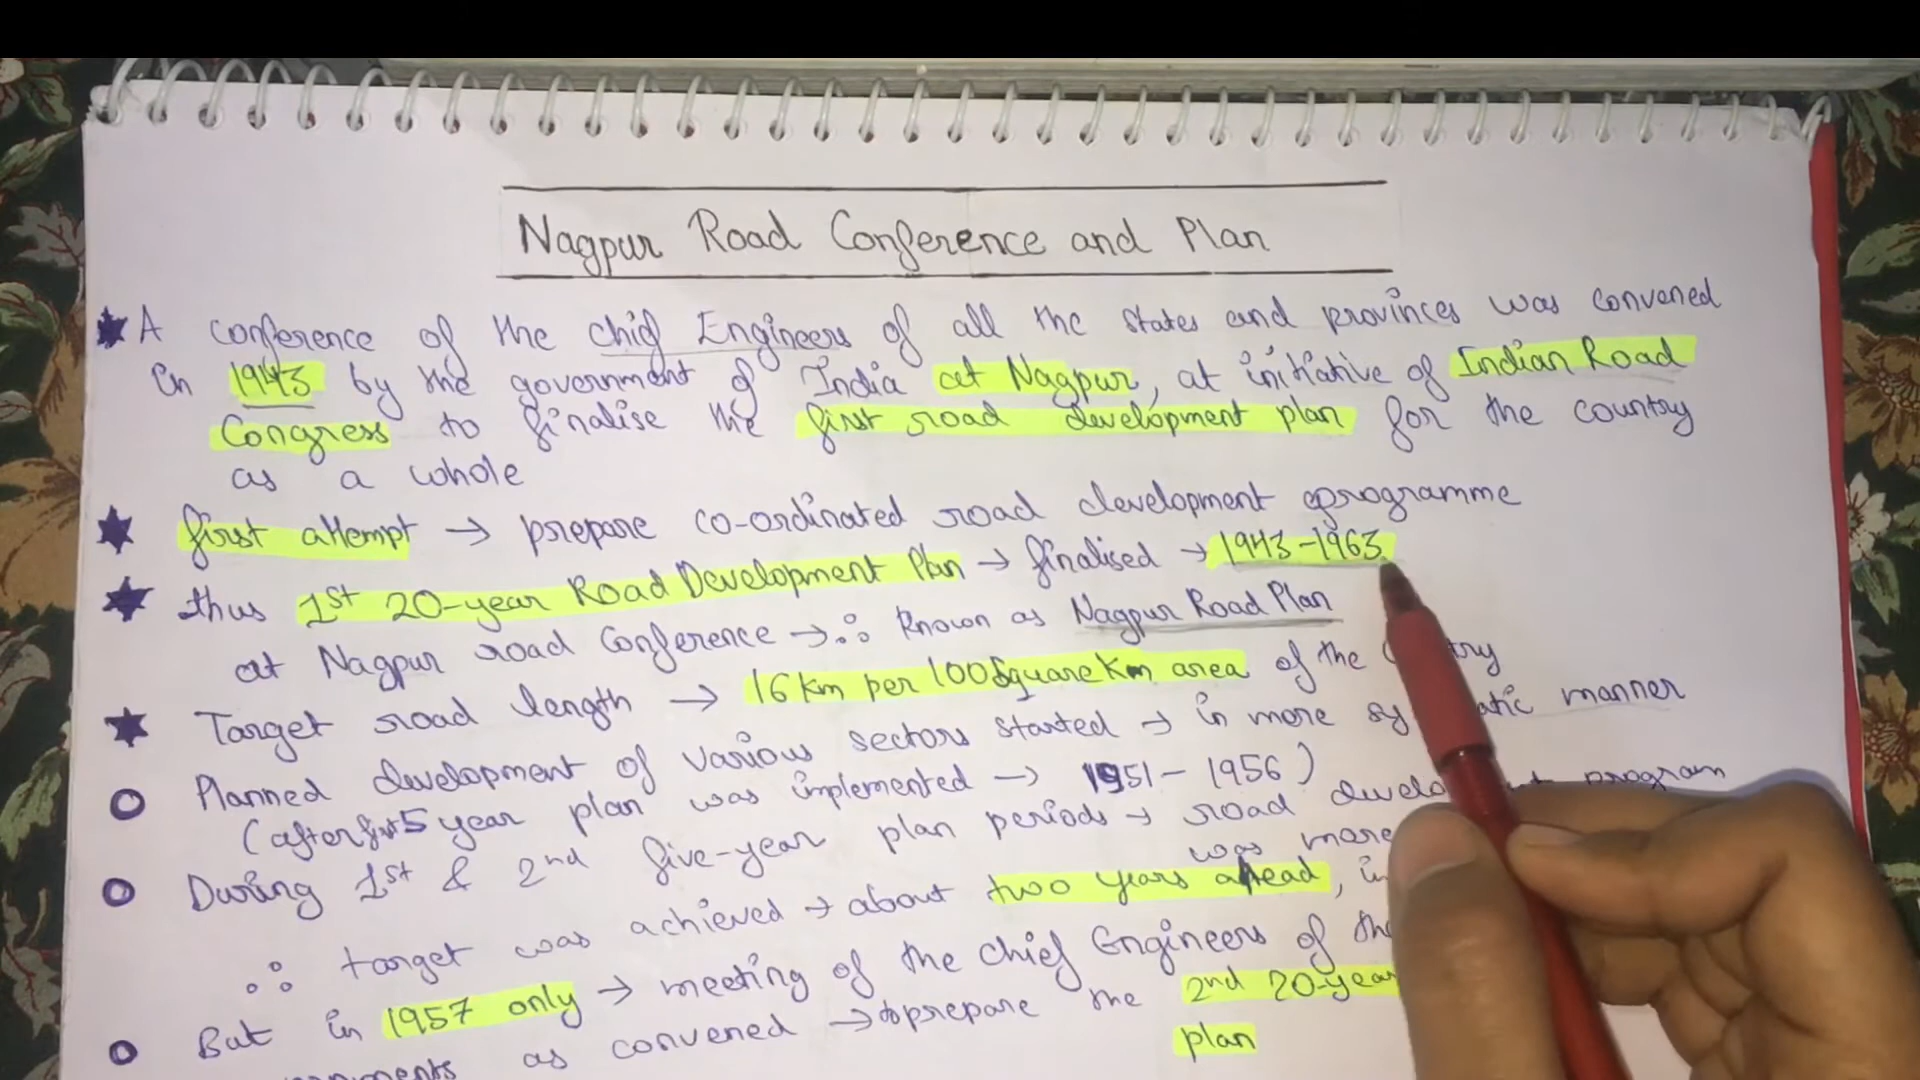 Nagpur Road Conference and Plan
A conference of the chief Engineers of all the states and provinces was convened
in 1943 by the government of India at Nagpur, at initiative of Indian Road
Congress to finalise the first road development plan for the country
as a whole
first attempt → prepare co-ordinated road development programme
thus 1st 20-year Road Development Plan → finalised → 1943-1963
at Nagpur road Conference → ∴ known as Nagpur Road Plan
Target road length → 16 km per 100 Square Km area of the
Planned development of various sectors started → in more manner
(after first 5 year plan was implemented → 1951 - 1956)
During 1st & 2nd five-year plan periods → road program
was more
∴ target was achieved → about two years ahead,
But in 1957 only → meeting of the chief Engineers of the
as convened → to prepare the 2nd 20-year
plan